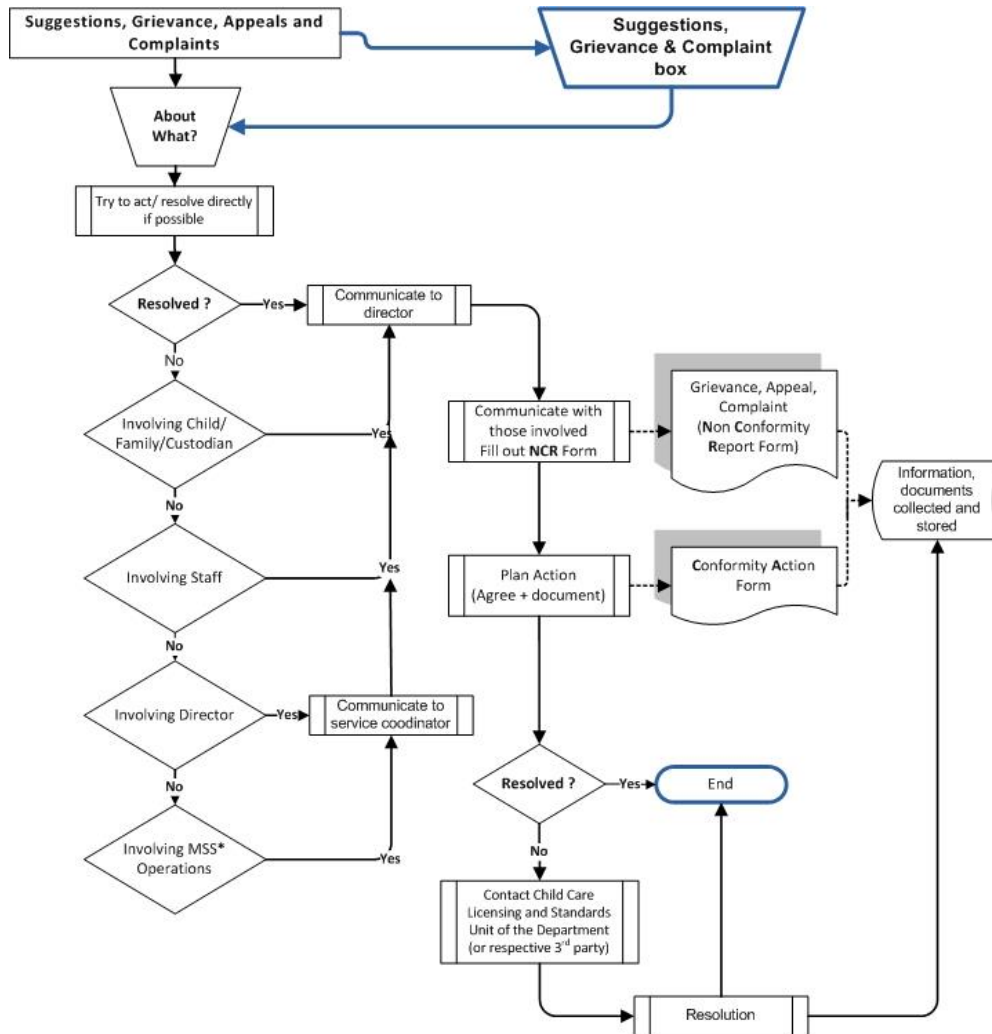 Suggestions, Grievance, Appeals and
Complaints
Suggestions,
Grievance & Complaint
box
About
What?
Try to act/ resolve directly
if possible
Resolved ?
Yes
Communicate to
director
No
Involving Child/
Family/Custodian
Yes
No
Involving Staff
Yes
No
Involving Director
Yes
Communicate to
service coodinator
No
Involving MSS*
Operations
Yes
Communicate with
those involved
Fill out NCR Form
Grievance, Appeal,
Complaint
(Non Conformity
Report Form)
Information,
documents
collected and
stored
Plan Action
(Agree + document)
Conformity Action
Form
Resolved ?
Yes
End
No
Contact Child Care
Licensing and Standards
Unit of the Department
(or respective 3rd party)
Resolution